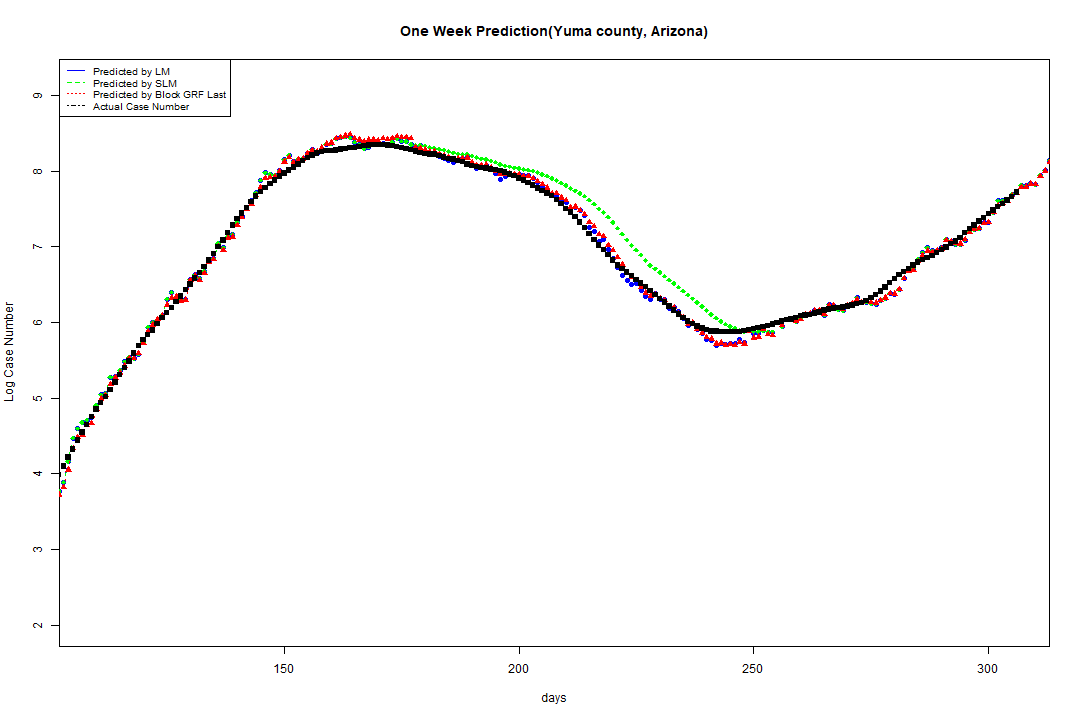 One Week Prediction(Yuma county, Arizona)
Predicted by LM
Predicted by SLM
Predicted by Block GRF Last
Actual Case Number
9
8
7
6
5
4
3
2
Log Case Number
150 200 250 300
days